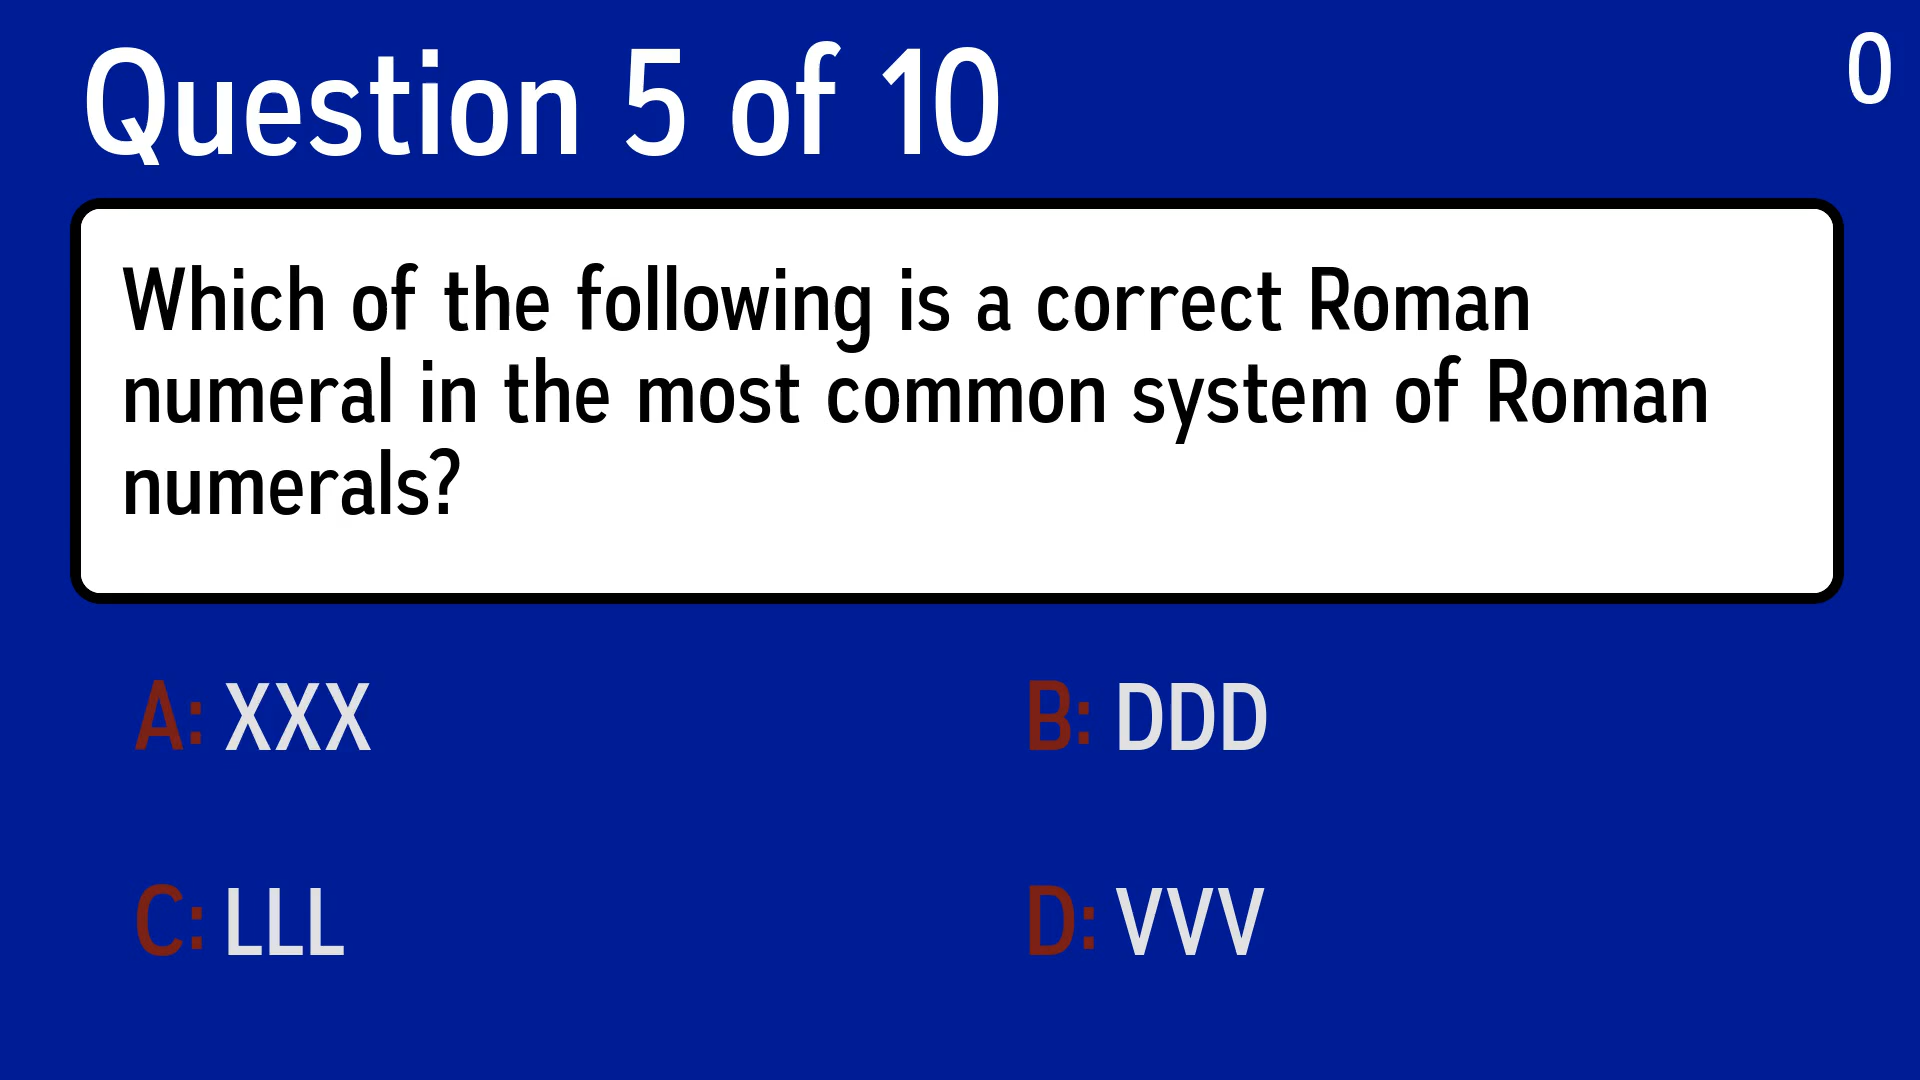 Question 5 of 10
0
Which of the following is a correct Roman
numeral in the most common system of Roman
numerals?
A: XXX
B: DDD
C: LLL
D: VVV